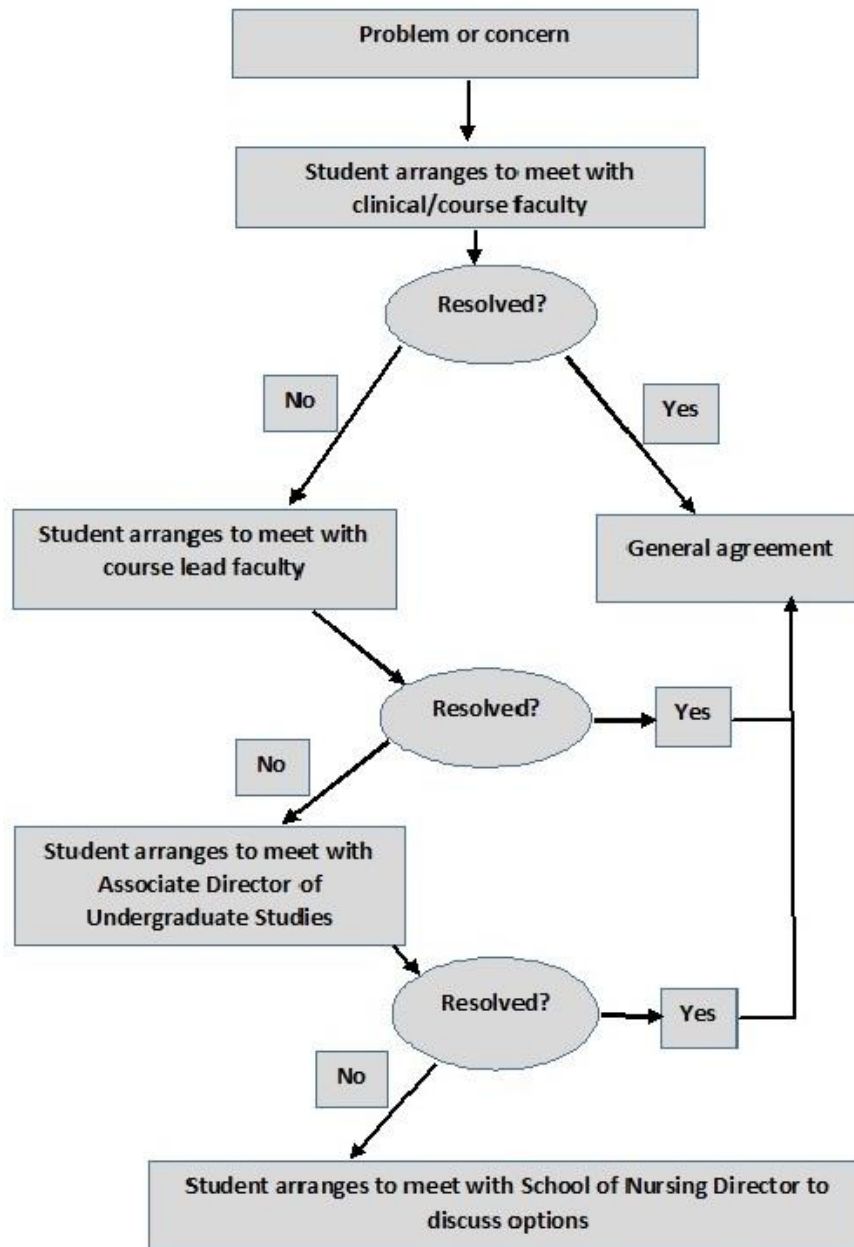 Problem or concern
Student arranges to meet with
clinical/course faculty
Resolved?
No
Yes
Student arranges to meet with
course lead faculty
General agreement
Resolved?
Yes
No
Student arranges to meet with
Associate Director of
Undergraduate Studies
Resolved?
Yes
No
Student arranges to meet with School of Nursing Director to
discuss options